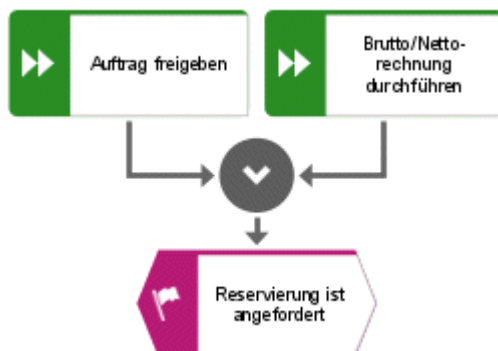 Auftrag freigeben
Brutto/Netto-
rechnung
durchführen
Reservierung ist
angefordert